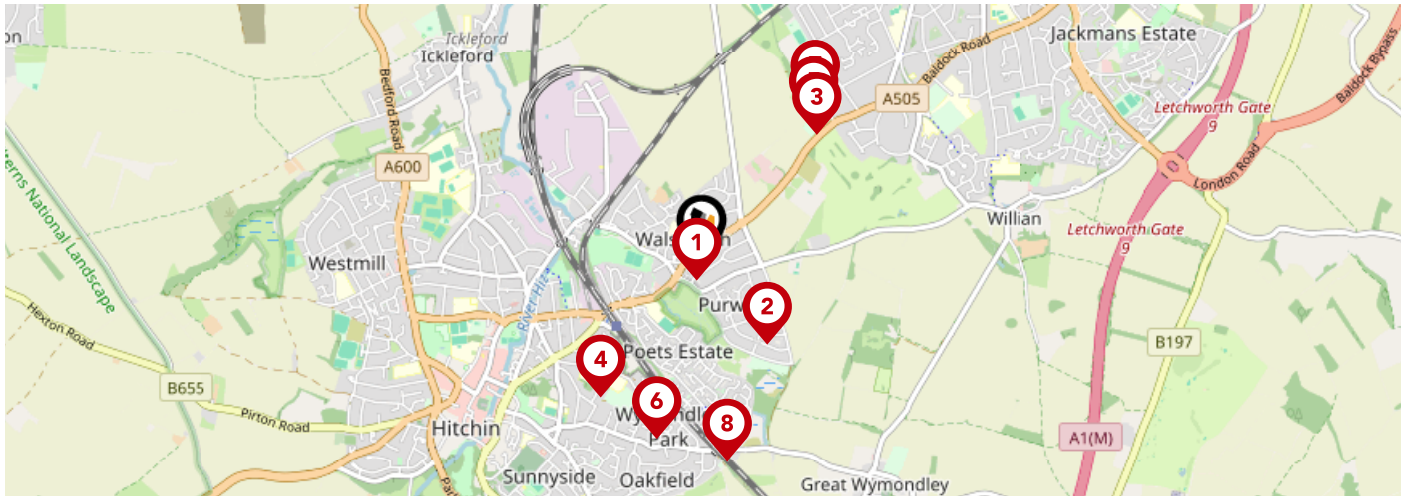 on
Ickleford
Ickleford
Bedford Road
A600
Jackmans Estate
Baldock Road
A505
3
Letchworth Gate
9
Baldock Bypass
London Road
Willian
Letchworth Gate
9
1
Westmill
River Hiz
Purw
2
Hexton Road
terns National Landscape
Poets Estate
B197
4
B655
Pirton Road
6
Park
8
Hitchin
A1(M)
Sunnyside
Oakfield
Great Wymondley